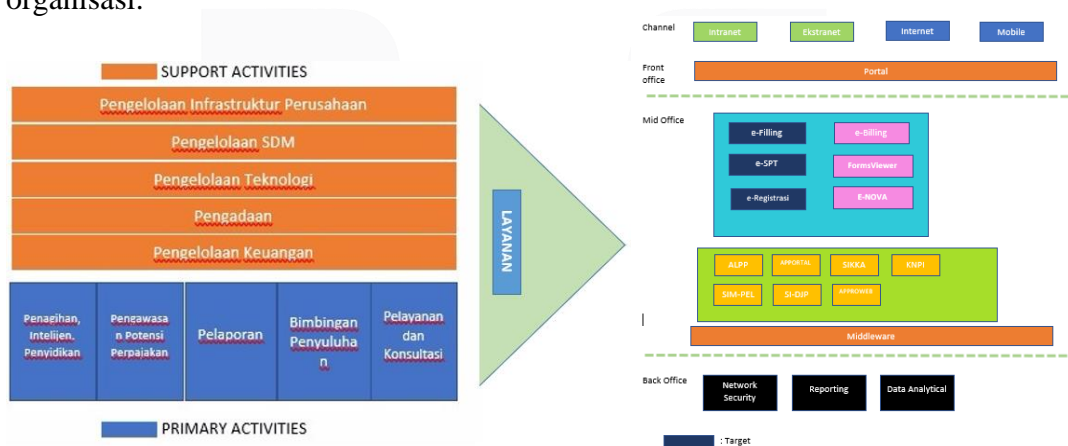 organisasi.
SUPPORT ACTIVITIES
Pengelolaan Infrastruktur Perusahaan
Pengelolaan SDM
Pengelolaan Teknologi
Pengadaan
Pengelolaan Keuangan
Penagihan,
Intelijen,
Penyidikan
Pengawasa
n Potensi
Perpajakan
Pelaporan
Bimbingan
Penyuluha
n
Pelayanan
dan
Konsultasi
PRIMARY ACTIVITIES
LAYANAN
Channel
Intranet
Ekstranet
Internet
Mobile
Front
office
Portal
Mid Office
e-Filling
e-Billing
e-SPT
FormsViewer
e-Registrasi
E-NOVA
ALPP
APPORTAL
SIKKA
KNPI
SIM-PEL
SI-DJP
APPROWEB
Middleware
Back Office
Network
Security
Reporting
Data Analytical
: Target